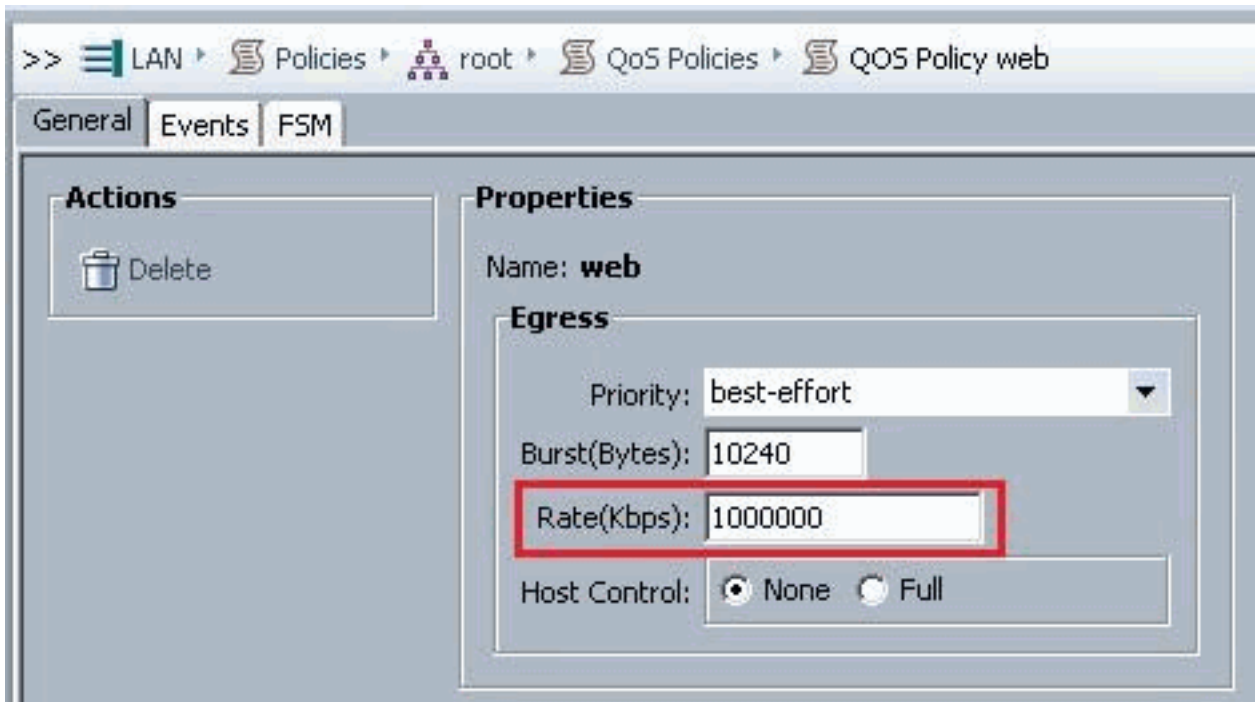 >> LAN Policies root QoS Policies QOS Policy web
General Events FSM
Actions
Delete
Properties
Name: web
Egress
Priority: best-effort
Burst(Bytes): 10240
Rate(Kbps): 1000000
Host Control: None Full